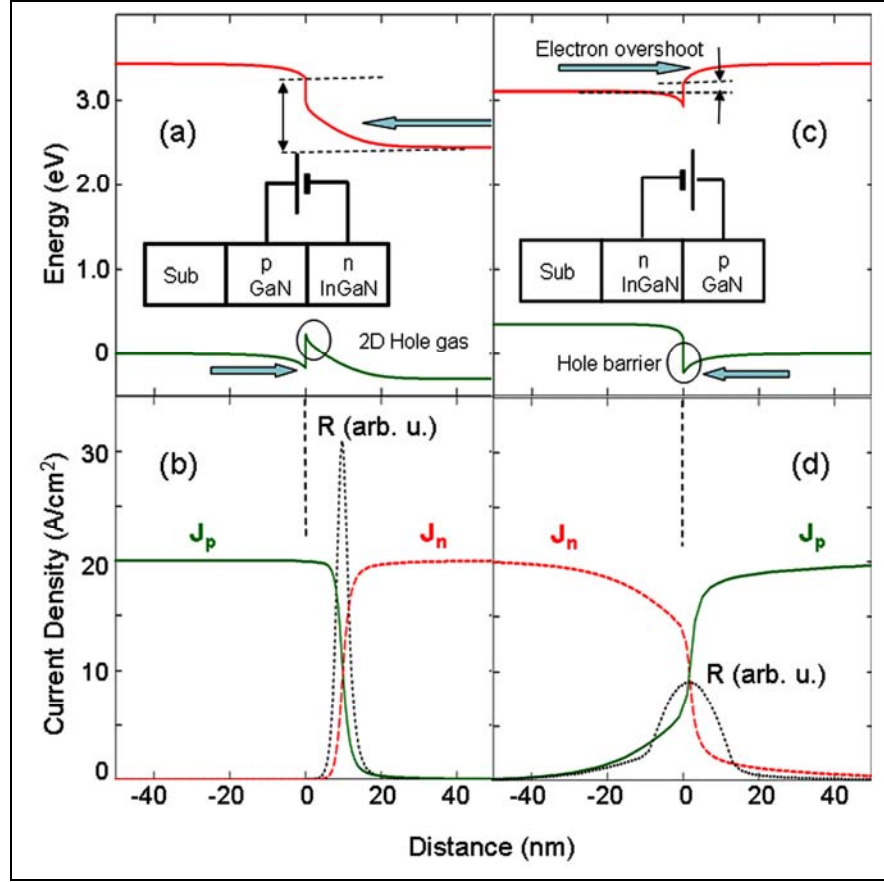 (a)
3.0
2.0
1.0
0
Energy (eV)
Sub
p
GaN
n
InGaN
2D Hole gas
Electron overshoot
(c)
Sub
n
InGaN
p
GaN
Hole barrier
R (arb. u.)
(b)
30
20
10
0
Current Density (A/cm²)
Jp
Jn
-40 -20 0 20 40
(d)
Jn
Jp
R (arb. u.)
-40 -20 0 20 40
Distance (nm)